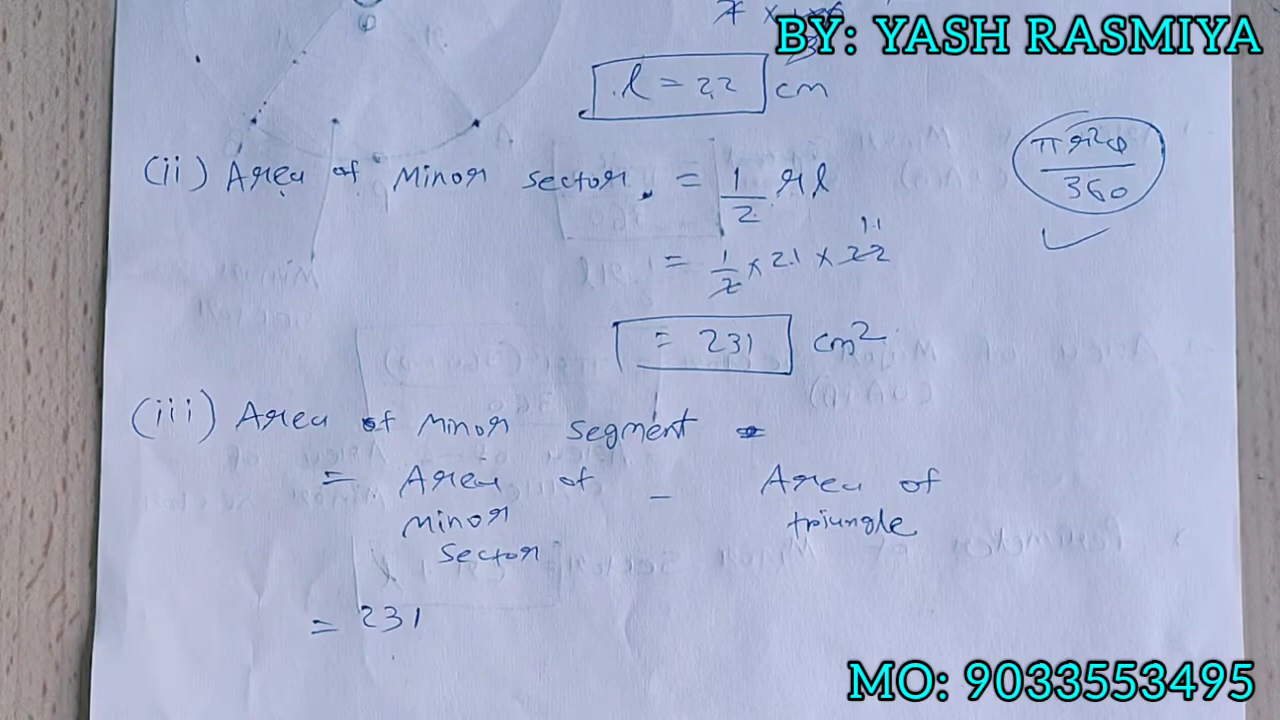 BY: YASH RASMIYA
l = 22 cm
πr²θ
360
(ii) Area of Minor sector = 1/2 rl
11
= 1/2 × 21 × 22
= 231 cm²
(iii) Area of Minor segment =
= Area of Minor sector – Area of triangle
= 231
MO: 9033553495